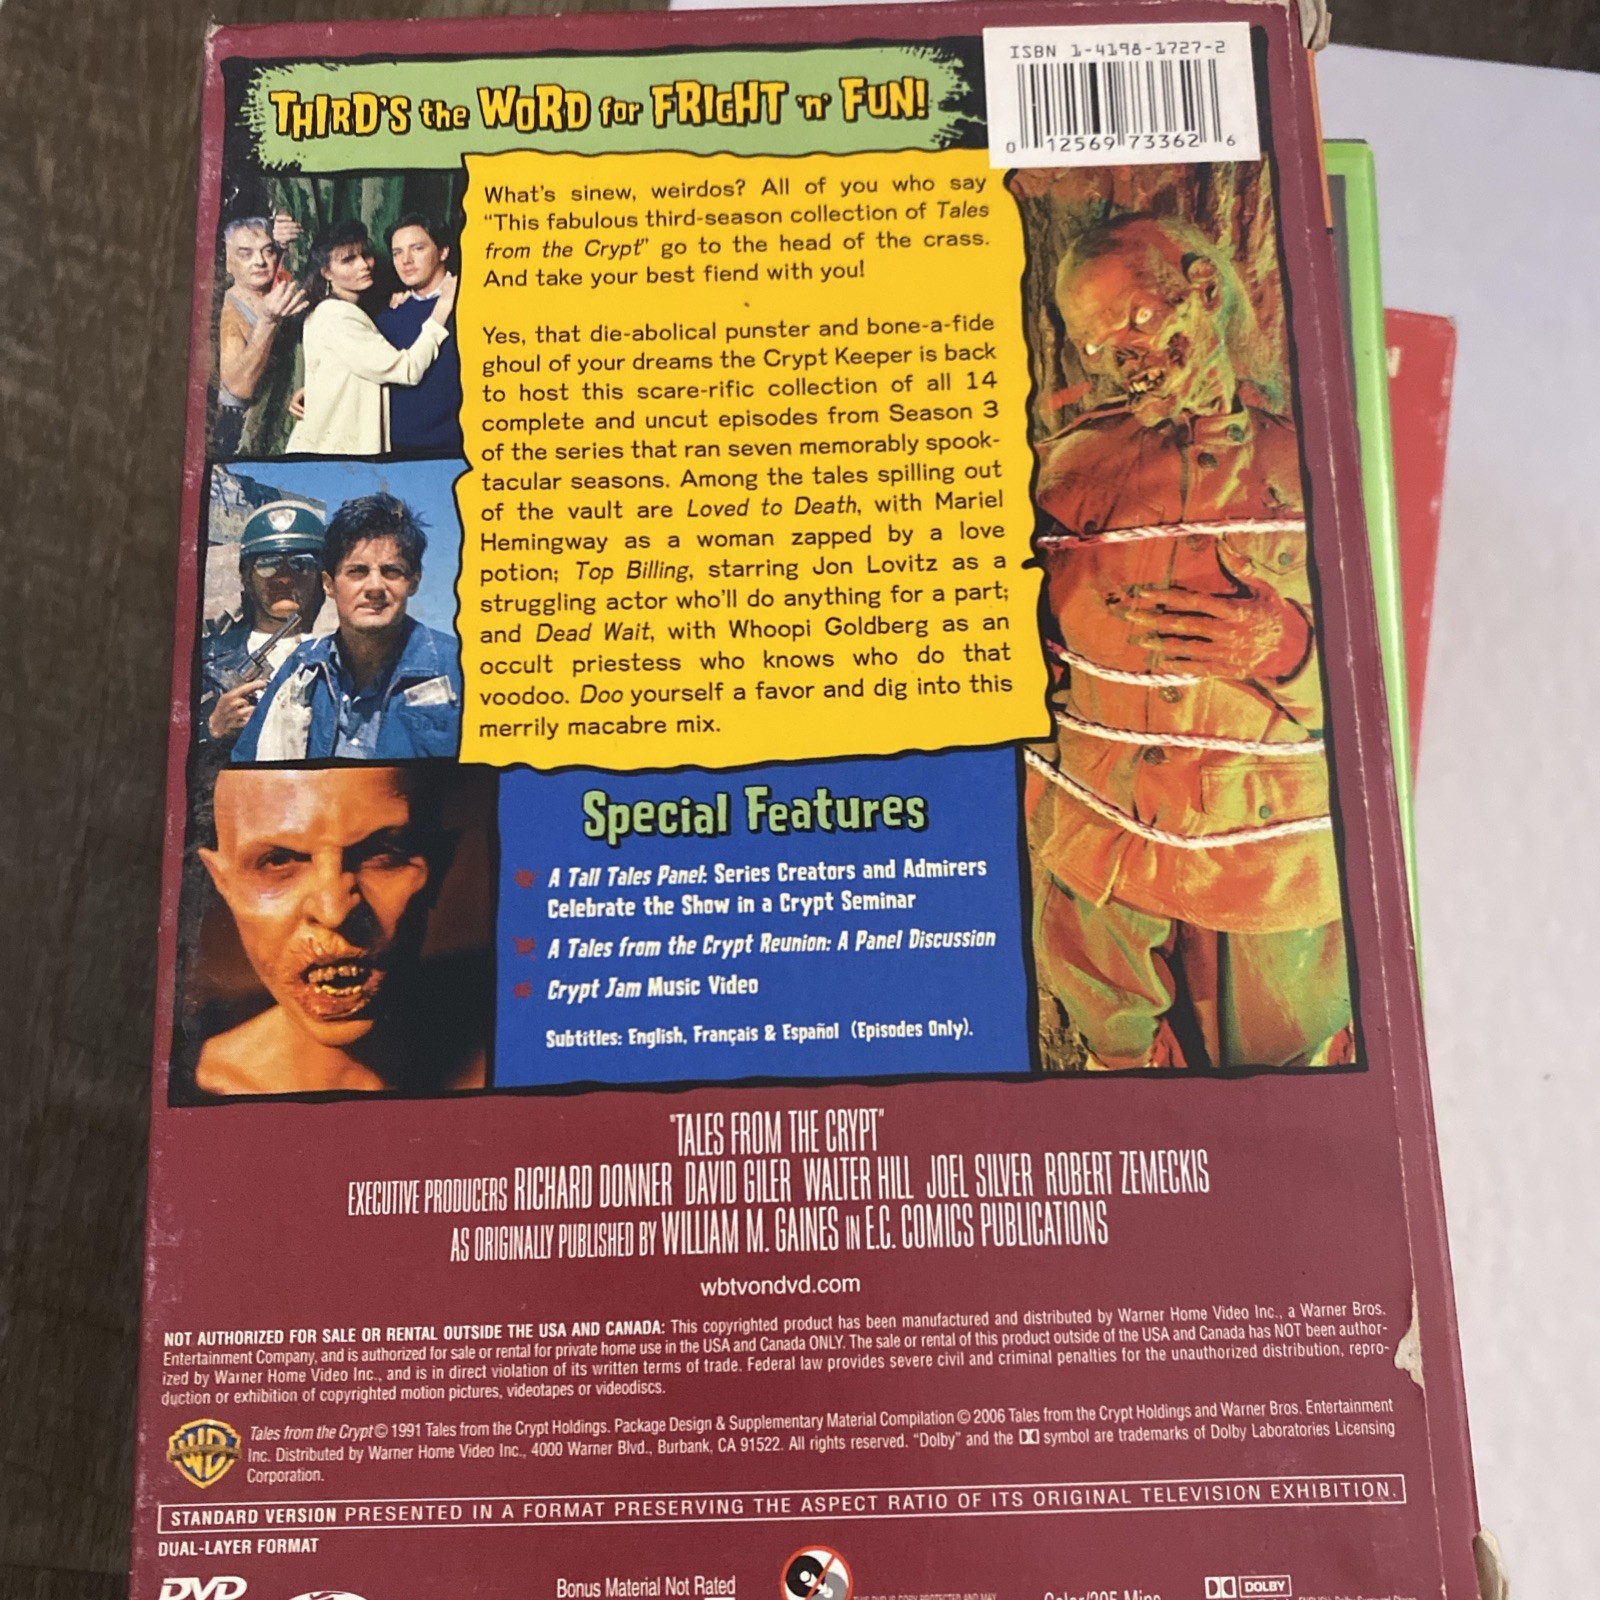 ISBN 1-4198-1727-2
0 12569 73362 6
THIRD'S the WORD for FRIGHT 'n' FUN!
What's sinew, weirdos? All of you who say
"This fabulous third-season collection of Tales
from the Crypt" go to the head of the crass.
And take your best fiend with you!
Yes, that die-abolical punster and bone-a-fide
ghoul of your dreams the Crypt Keeper is back
to host this scare-rific collection of all 14
complete and uncut episodes from Season 3
of the series that ran seven memorably spook-
tacular seasons. Among the tales spilling out
of the vault are Loved to Death, with Mariel
Hemingway as a woman zapped by a love
potion; Top Billing, starring Jon Lovitz as a
struggling actor who'll do anything for a part;
and Dead Wait, with Whoopi Goldberg as an
occult priestess who knows who do that
voodoo. Doo yourself a favor and dig into this
merrily macabre mix.
Special Features
A Tall Tales Panel: Series Creators and Admirers
Celebrate the Show in a Crypt Seminar
A Tales from the Crypt Reunion: A Panel Discussion
Crypt Jam Music Video
Subtitles: English, Français & Español (Episodes Only).
"TALES FROM THE CRYPT"
EXECUTIVE PRODUCERS RICHARD DONNER DAVID GILER WALTER HILL JOEL SILVER ROBERT ZEMECKIS
AS ORIGINALLY PUBLISHED BY WILLIAM M. GAINES IN E.C. COMICS PUBLICATIONS
wbtvondvd.com
NOT AUTHORIZED FOR SALE OR RENTAL OUTSIDE THE USA AND CANADA: This copyrighted product has been manufactured and distributed by Warner Home Video Inc., a Warner Bros.
Entertainment Company, and is authorized for sale or rental for private home use in the USA and Canada ONLY. The sale or rental of this product outside of the USA and Canada has NOT been author-
ized by Warner Home Video Inc., and is in direct violation of its written terms of trade. Federal law provides severe civil and criminal penalties for the unauthorized distribution, repro-
duction or exhibition of copyrighted motion pictures, videotapes or videodiscs.
Tales from the Crypt © 1991 Tales from the Crypt Holdings. Package Design & Supplementary Material Compilation © 2006 Tales from the Crypt Holdings and Warner Bros. Entertainment
Inc. Distributed by Warner Home Video Inc., 4000 Warner Blvd., Burbank, CA 91522. All rights reserved. "Dolby" and the DD symbol are trademarks of Dolby Laboratories Licensing
Corporation.
STANDARD VERSION PRESENTED IN A FORMAT PRESERVING THE ASPECT RATIO OF ITS ORIGINAL TELEVISION EXHIBITION.
DUAL-LAYER FORMAT
DVD
Bonus Material Not Rated
DOLBY